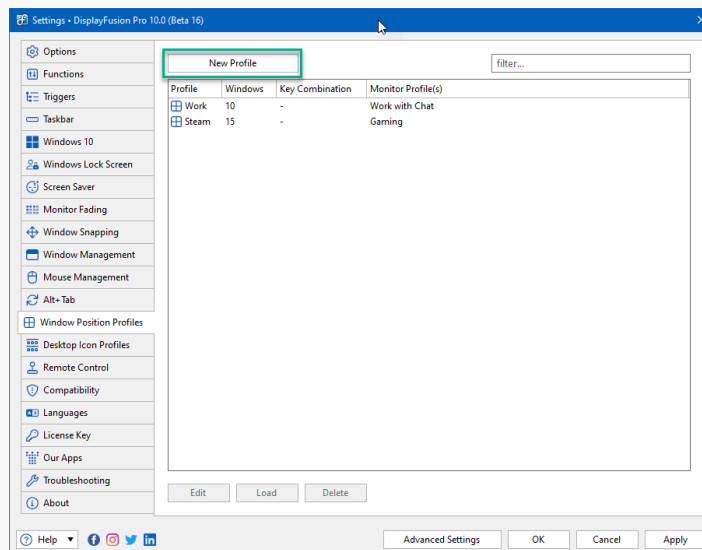 Settings • DisplayFusion Pro 10.0 (Beta 16)
Options
Functions
Triggers
Taskbar
Windows 10
Windows Lock Screen
Screen Saver
Monitor Fading
Window Snapping
Window Management
Mouse Management
Alt+Tab
Window Position Profiles
Desktop Icon Profiles
Remote Control
Compatibility
Languages
License Key
Our Apps
Troubleshooting
About
New Profile
filter...
Profile Windows Key Combination Monitor Profile(s)
Work 10 - Work with Chat
Steam 15 - Gaming
Edit Load Delete
Help Advanced Settings OK Cancel Apply